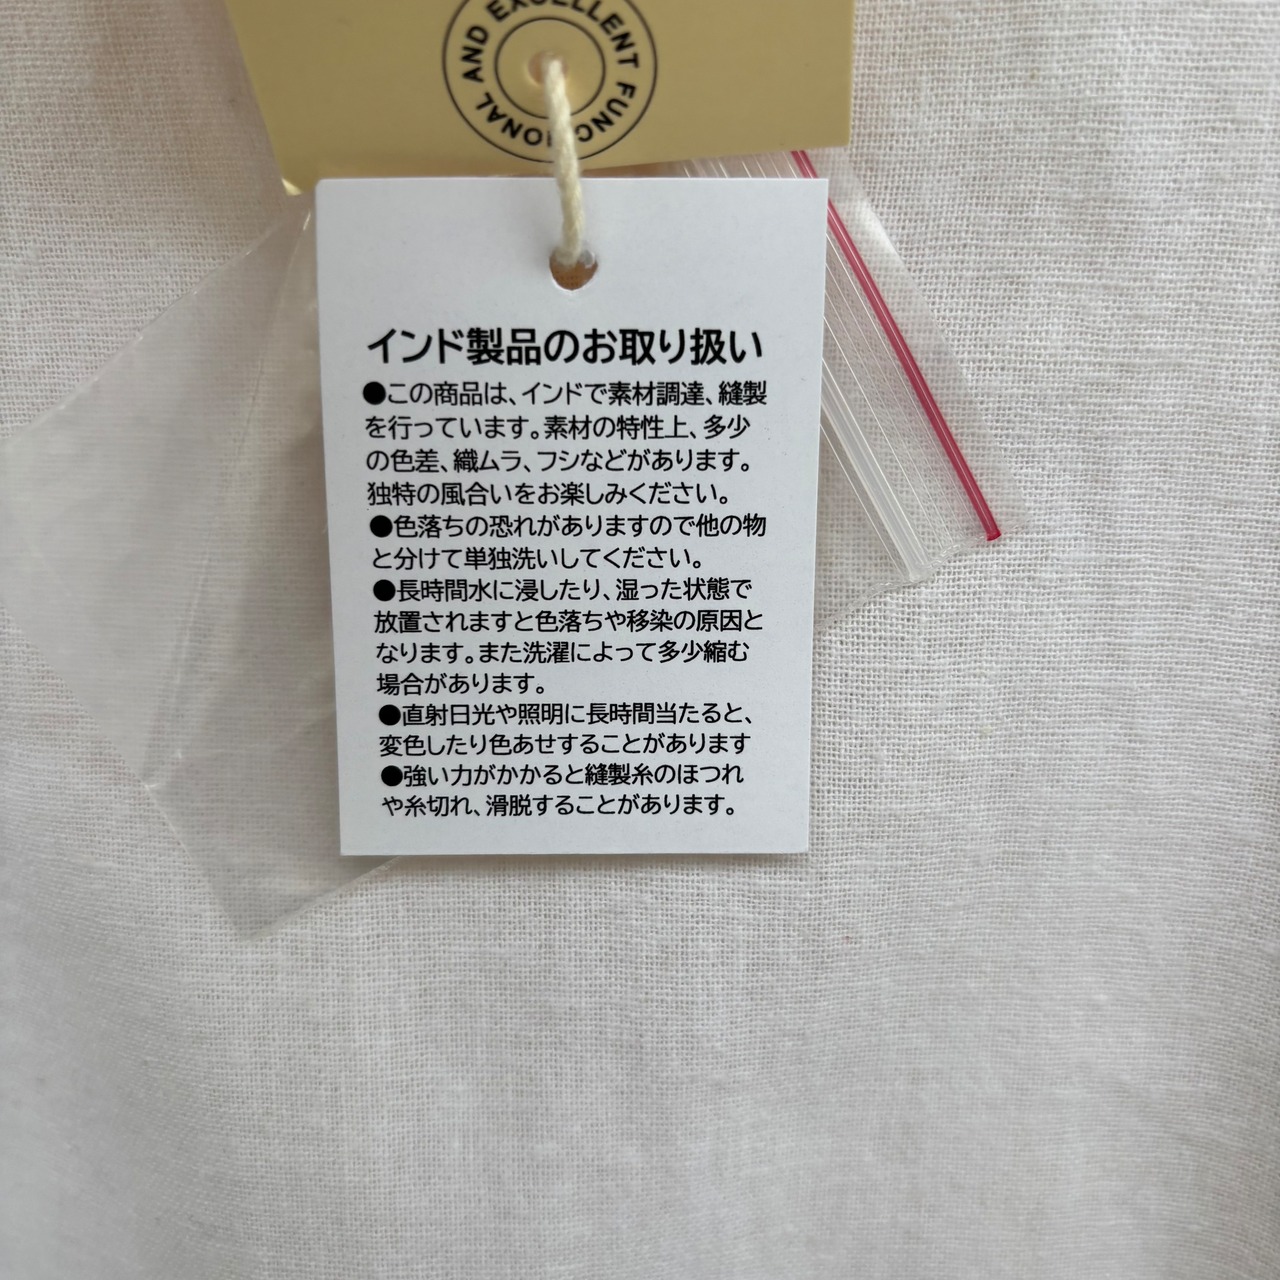 AND EXCELLENT FUNCTIONAL
インド製品のお取り扱い
●この商品は、インドで素材調達、縫製
を行っています。素材の特性上、多少
の色差、織ムラ、フシなどがあります。
独特の風合いをお楽しみください。
●色落ちの恐れがありますので他の物
と分けて単独洗いしてください。
●長時間水に浸したり、湿った状態で
放置されますと色落ちや移染の原因と
なります。また洗濯によって多少縮む
場合があります。
●直射日光や照明に長時間当たると、
変色したり色あせすることがあります
●強い力がかかると縫製糸のほつれ
や糸切れ、滑脱することがあります。